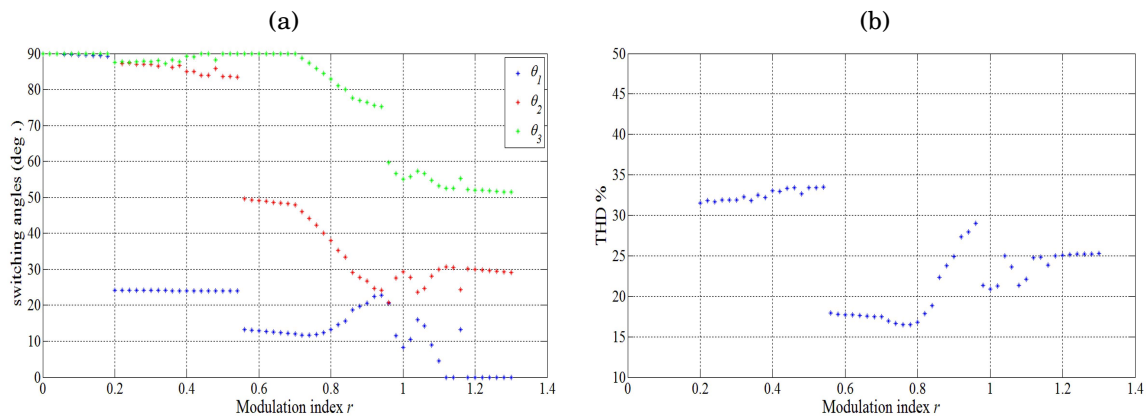 (a)
90
80
70
60
50
40
30
20
10
0
switching angles (deg .)
θ1
θ2
θ3
0 0.2 0.4 0.6 0.8 1 1.2 1.4
Modulation index r
(b)
50
45
40
35
30
25
20
15
10
THD %
0 0.2 0.4 0.6 0.8 1 1.2 1.4
Modulation index r